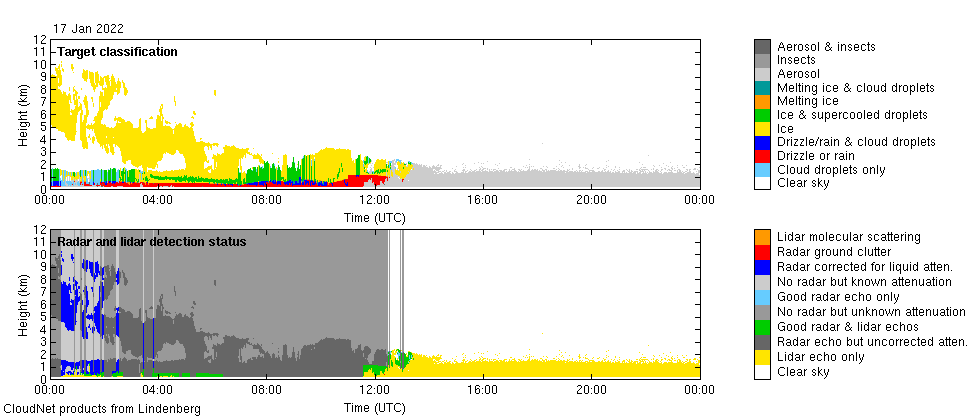 17 Jan 2022
Target classification
Height (km)
12
11
10
9
8
7
6
5
4
3
2
1
0
00:00 04:00 08:00 12:00 16:00 20:00 00:00
Time (UTC)
Aerosol & insects
Insects
Aerosol
Melting ice & cloud droplets
Melting ice
Ice & supercooled droplets
Ice
Drizzle/rain & cloud droplets
Drizzle or rain
Cloud droplets only
Clear sky
Radar and lidar detection status
Height (km)
12
11
10
9
8
7
6
5
4
3
2
1
0
00:00 04:00 08:00 12:00 16:00 20:00 00:00
Time (UTC)
Lidar molecular scattering
Radar ground clutter
Radar corrected for liquid atten.
No radar but known attenuation
Good radar echo only
No radar but unknown attenuation
Good radar & lidar echos
Radar echo but uncorrected atten.
Lidar echo only
Clear sky
CloudNet products from Lindenberg